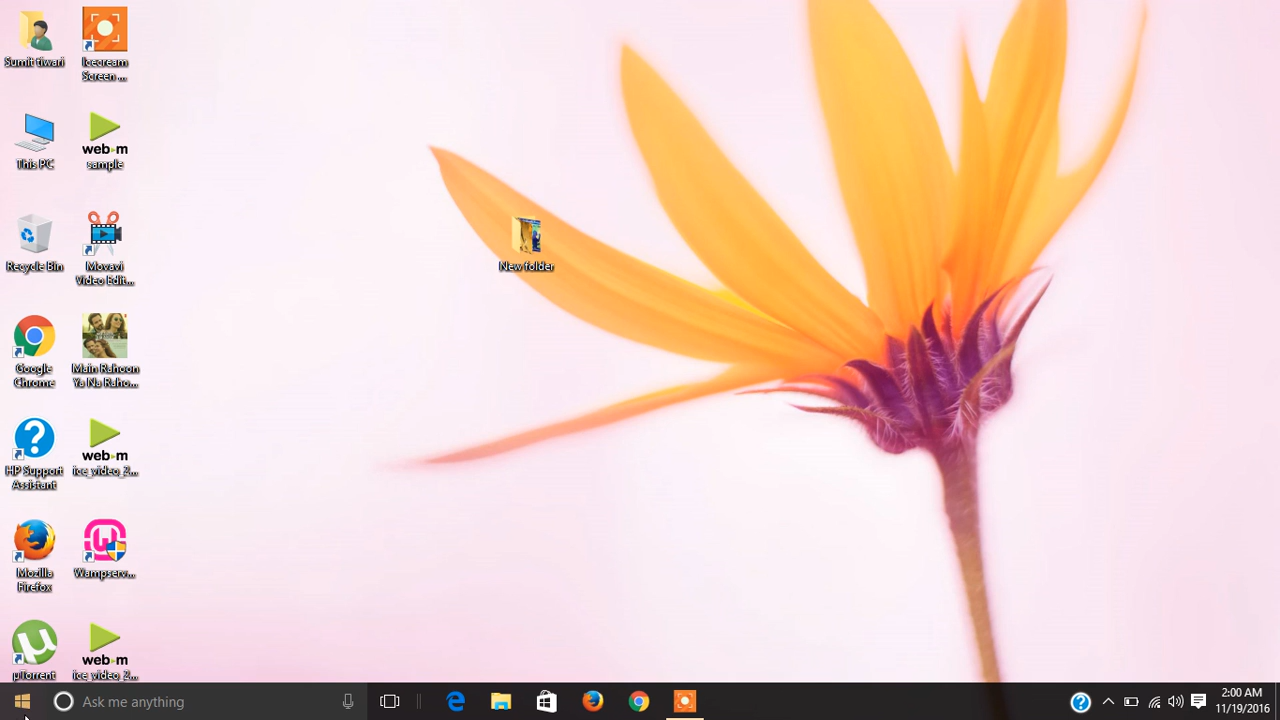 Sumit tiwari
Icecream
Screen ...
This PC
web-m
sample
Recycle Bin
Movavi
Video Edit...
Google
Chrome
Main Rahoon
Ya Na Raho...
HP Support
Assistant
web-m
ice_video_2...
Mozilla
Firefox
Wampserv...
µTorrent
web-m
ice_video_2...
New folder
Ask me anything
2:00 AM
11/19/2016